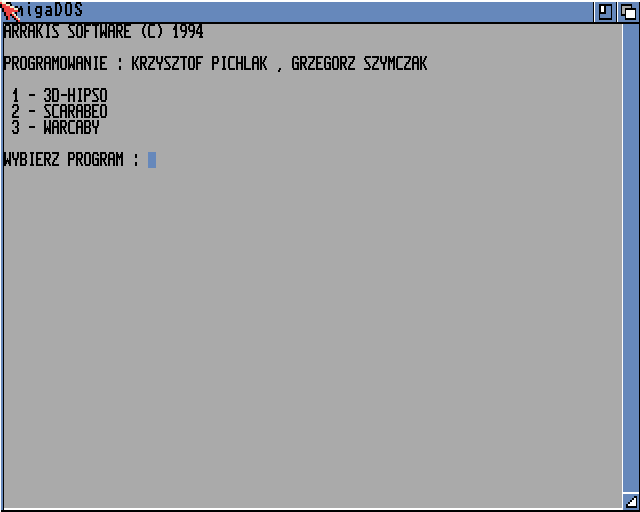 AmigaDOS
ARRAKIS SOFTWARE (C) 1994
PROGRAMOWANIE : KRZYSZTOF PICHLAK , GRZEGORZ SZYMCZAK
1 - 3D-HIPSO
2 - SCARABEO
3 - WARCABY
WYBIERZ PROGRAM :